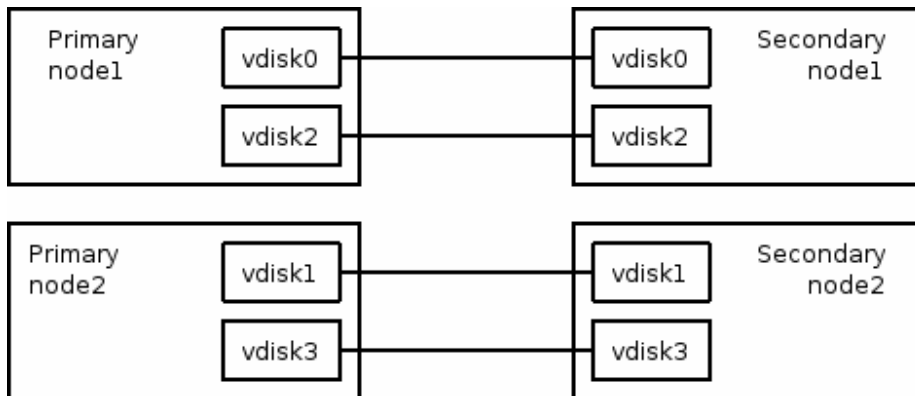 Primary
node1
vdisk0
vdisk2
vdisk0
vdisk2
Secondary
node1
Primary
node2
vdisk1
vdisk3
vdisk1
vdisk3
Secondary
node2